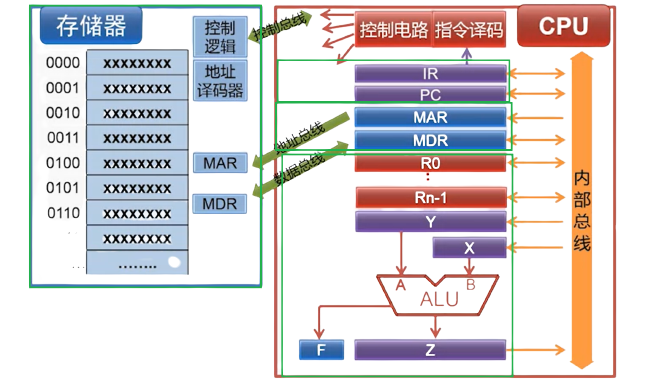 存储器
控制
逻辑
地址
译码器
0000 xxxxxxxx
0001 xxxxxxxx
0010 xxxxxxxx
0011 xxxxxxxx
0100 xxxxxxxx
0101 xxxxxxxx
0110 xxxxxxxx
xxxxxxxx
... ........
MAR
MDR
控制总线
地址总线
数据总线
CPU
控制电路
指令译码
IR
PC
MAR
MDR
R0
⋮
Rn-1
Y
X
A
B
ALU
F
Z
内部总线